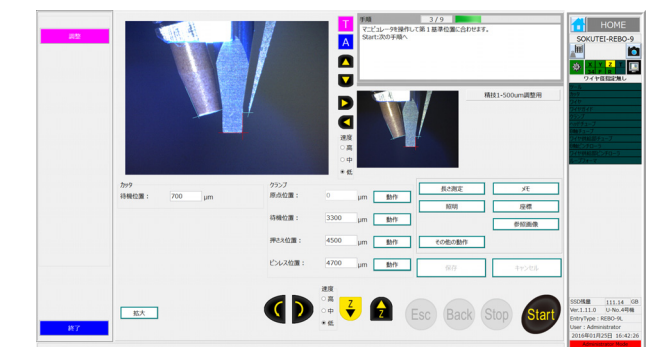 調整
終了
T
A
速度
高
中
低
手順
3 / 9
マニピュレータを操作して第1基準位置に合わせます。
Start:次の手順へ
精技1-500um調整用
カッタ
待機位置：
700
μm
クランプ
原点位置：
0
μm
動作
待機位置：
3300
μm
動作
押さえ位置：
4500
μm
動作
ピンレス位置：
4700
μm
動作
長さ測定
メモ
照明
座標
参照画像
その他の動作
保存
キャンセル
拡大
速度
高
中
低
Z
Z
Esc
Back
Stop
Start
HOME
SOKUTEI-REBO-9
X
Y
Z
ワイヤ径指定無し
SSD残量
111.14
GB
Ver.1.11.0
U-No.4号機
EntryType : REBO-9L
User : Administrator
2016年01月25日 16:42:26
Administrator Mode